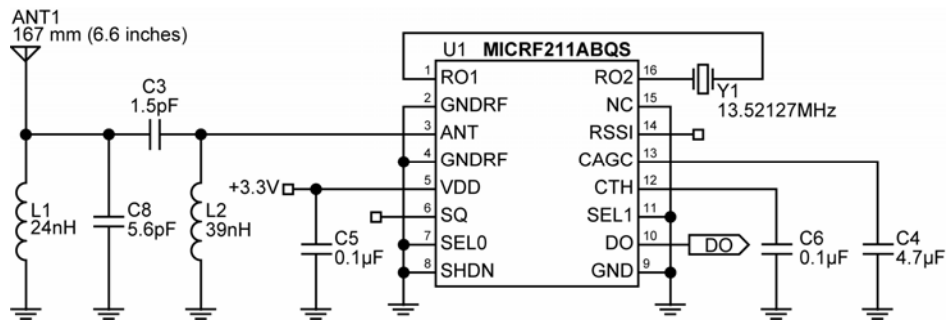 ANT1
167 mm (6.6 inches)
C3
1.5pF
L1
24nH
C8
5.6pF
L2
39nH
+3.3V
C5
0.1µF
U1 MICRF211ABQS
1 RO1
2 GNDRF
3 ANT
4 GNDRF
5 VDD
6 SQ
7 SEL0
8 SHDN
RO2 16
NC 15
RSSI 14
CAGC 13
CTH 12
SEL1 11
DO 10
GND 9
Y1
13.52127MHz
DO
C6
0.1µF
C4
4.7µF